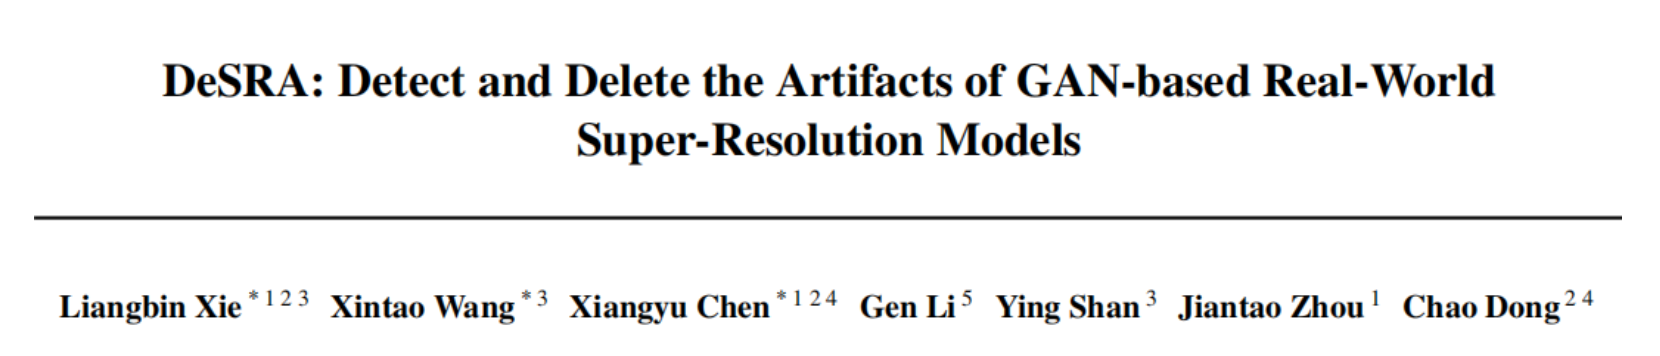 DeSRA: Detect and Delete the Artifacts of GAN-based Real-World
Super-Resolution Models
Liangbin Xie * 1 2 3 Xintao Wang * 3 Xiangyu Chen * 1 2 4 Gen Li 5 Ying Shan 3 Jiantao Zhou 1 Chao Dong 2 4